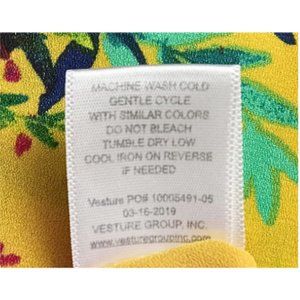 MACHINE WASH COLD
GENTLE CYCLE
WITH SIMILAR COLORS
DO NOT BLEACH
TUMBLE DRY LOW
COOL IRON ON REVERSE
IF NEEDED
Vesture PO# 10005491-05
03-16-2019
VESTURE GROUP, INC.
www.vesturegroupinc.com